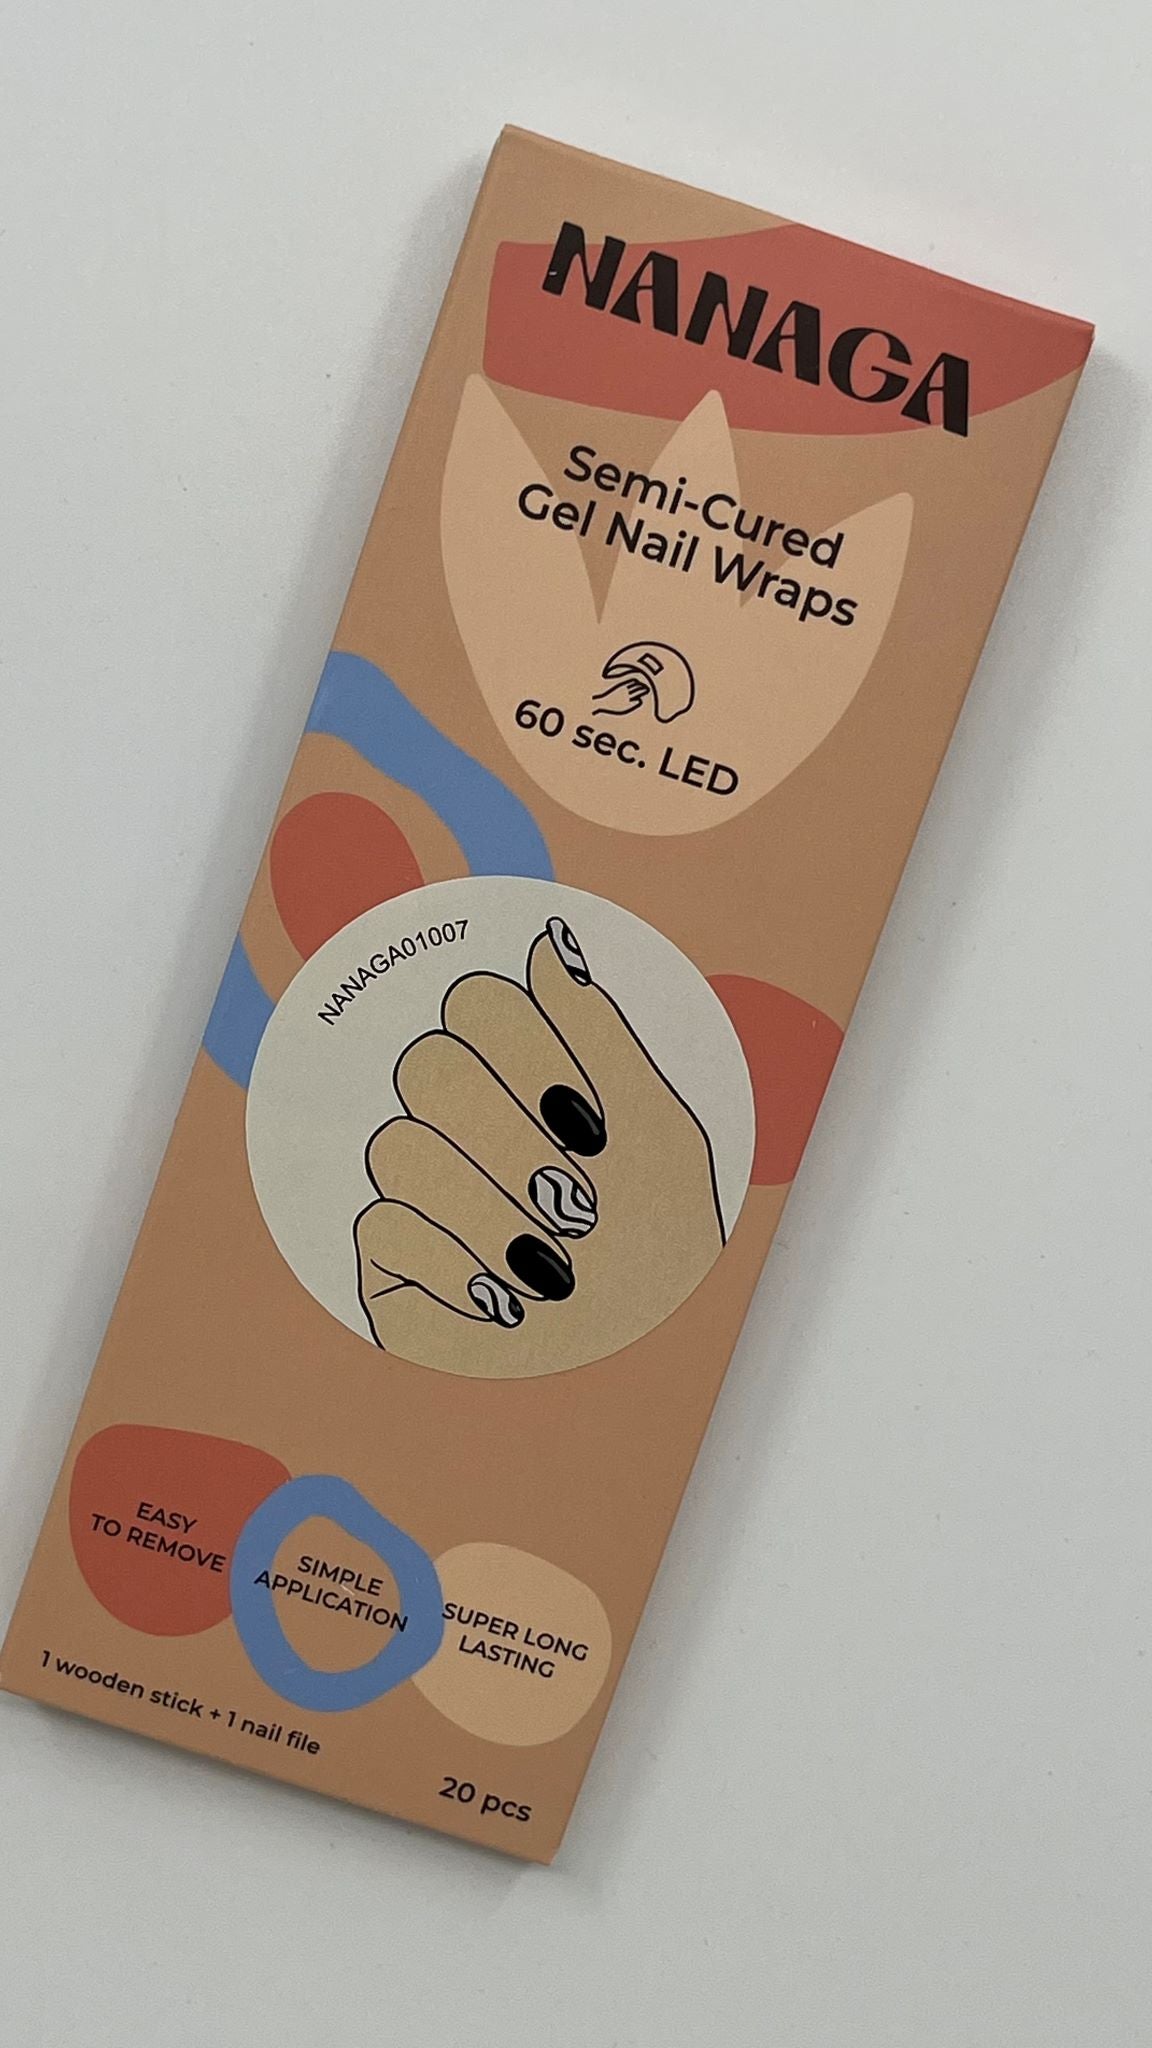 NANAGA
Semi-Cured
Gel Nail Wraps
60 sec. LED
NANAGA01007
EASY
TO REMOVE
SIMPLE
APPLICATION
SUPER LONG
LASTING
1 wooden stick + 1 nail file
20 pcs